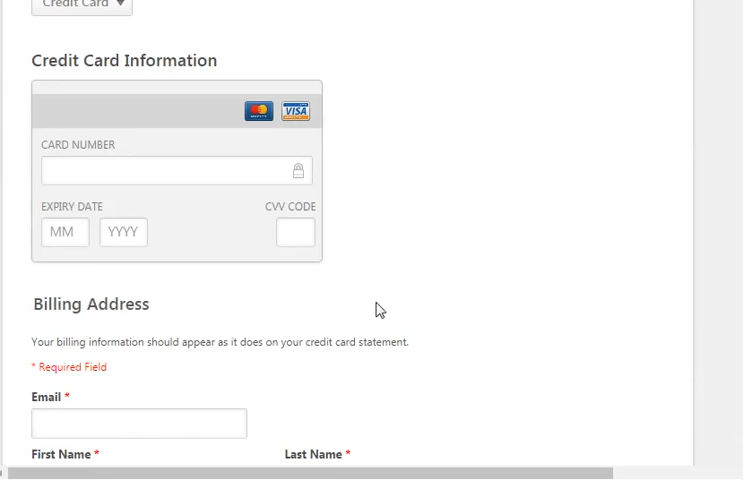 Credit Card
Credit Card Information
VISA
CARD NUMBER
EXPIRY DATE CVV CODE
MM YYYY
Billing Address
Your billing information should appear as it does on your credit card statement.
* Required Field
Email *
First Name * Last Name *